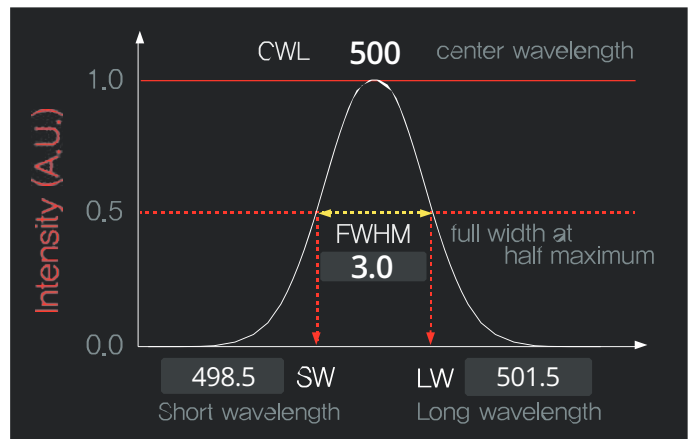 CWL 500 center wavelength
1.0
Intensity (A.U.)
0.5
FWHM full width at
half maximum
3.0
0.0
498.5 SW LW 501.5
Short wavelength Long wavelength